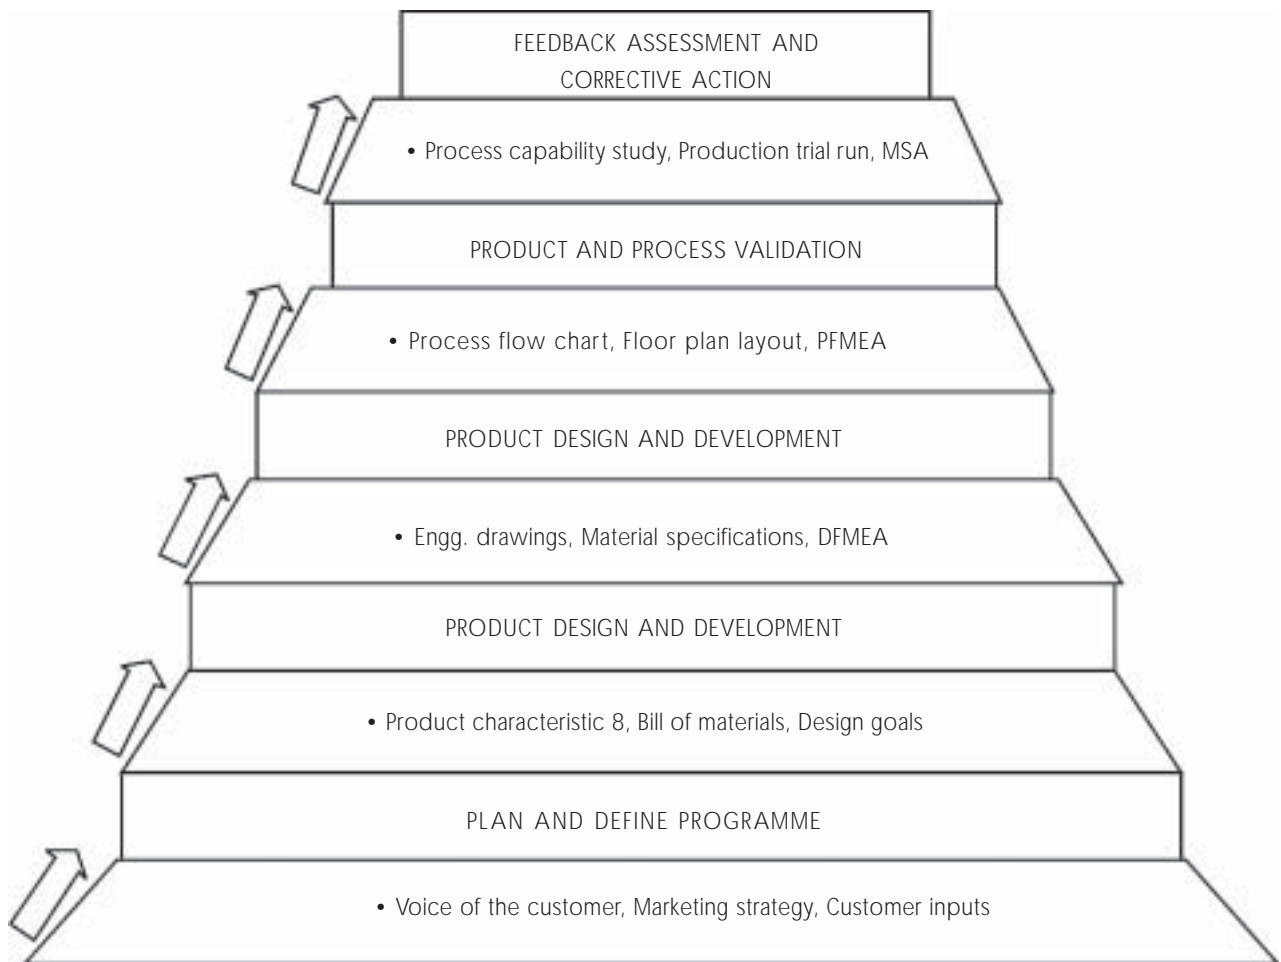 FEEDBACK ASSESSMENT AND
CORRECTIVE ACTION
• Process capability study, Production trial run, MSA
PRODUCT AND PROCESS VALIDATION
• Process flow chart, Floor plan layout, PFMEA
PRODUCT DESIGN AND DEVELOPMENT
• Engg. drawings, Material specifications, DFMEA
PRODUCT DESIGN AND DEVELOPMENT
• Product characteristic 8, Bill of materials, Design goals
PLAN AND DEFINE PROGRAMME
• Voice of the customer, Marketing strategy, Customer inputs